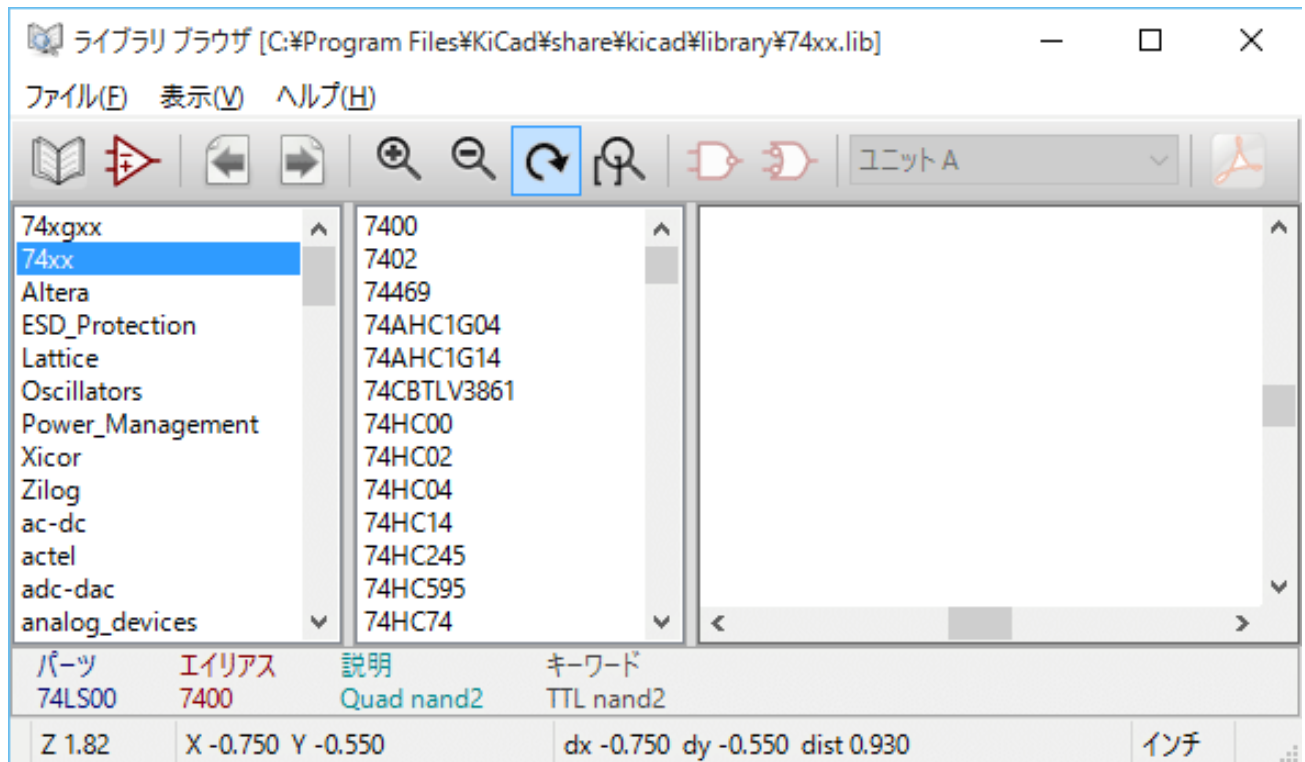 ライブラリ ブラウザ [C:¥Program Files¥KiCad¥share¥kicad¥library¥74xx.lib]
ファイル(F) 表示(V) ヘルプ(H)
ユニット A
74xgxx
74xx
Altera
ESD_Protection
Lattice
Oscillators
Power_Management
Xicor
Zilog
ac-dc
actel
adc-dac
analog_devices
7400
7402
74469
74AHC1G04
74AHC1G14
74CBTLV3861
74HC00
74HC02
74HC04
74HC14
74HC245
74HC595
74HC74
パーツ エイリアス 説明 キーワード
74LS00 7400 Quad nand2 TTL nand2
Z 1.82 X -0.750 Y -0.550 dx -0.750 dy -0.550 dist 0.930 インチ